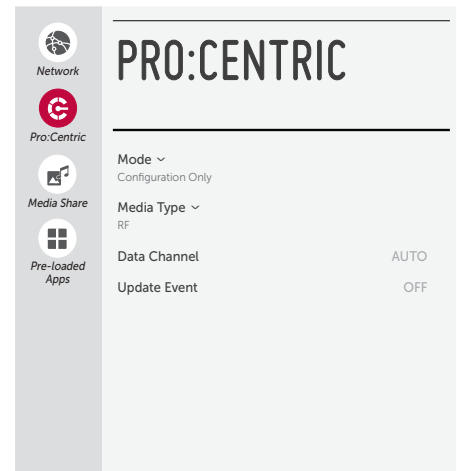 Network
Pro:Centric
Media Share
Pre-loaded
Apps
PRO:CENTRIC
Mode
Configuration Only
Media Type
RF
Data Channel AUTO
Update Event OFF